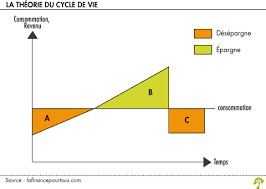 LA THÉORIE DU CYCLE DE VIE
Consommation,
Revenu
Désépargne
Épargne
B
A
C
consommation
Temps
Source : lafinancepourtous.com